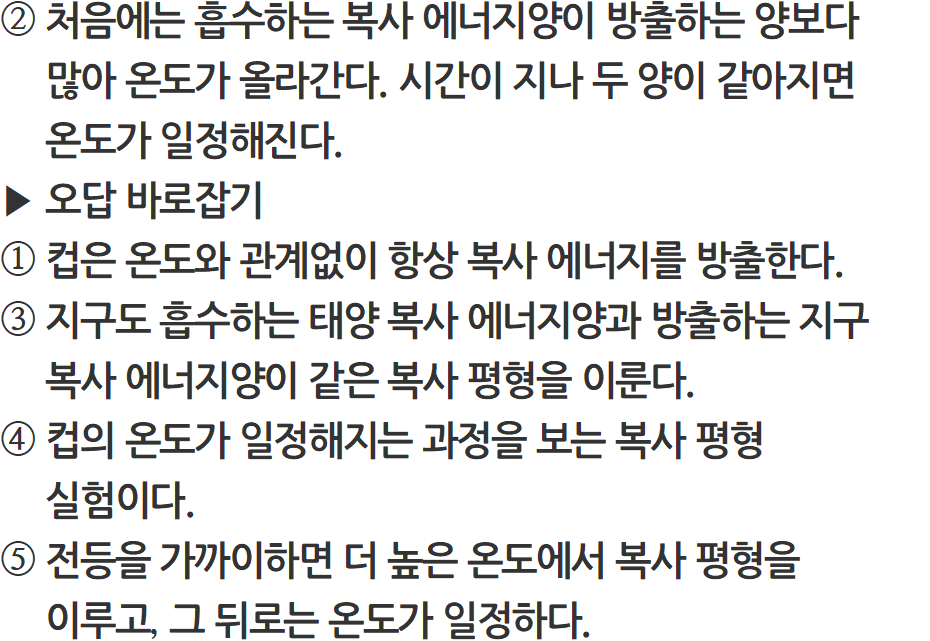 ② 처음에는 흡수하는 복사 에너지양이 방출하는 양보다
많아 온도가 올라간다. 시간이 지나 두 양이 같아지면
온도가 일정해진다.
▶ 오답 바로잡기
① 컵은 온도와 관계없이 항상 복사 에너지를 방출한다.
③ 지구도 흡수하는 태양 복사 에너지양과 방출하는 지구
복사 에너지양이 같은 복사 평형을 이룬다.
④ 컵의 온도가 일정해지는 과정을 보는 복사 평형
실험이다.
⑤ 전등을 가까이하면 더 높은 온도에서 복사 평형을
이루고, 그 뒤로는 온도가 일정하다.